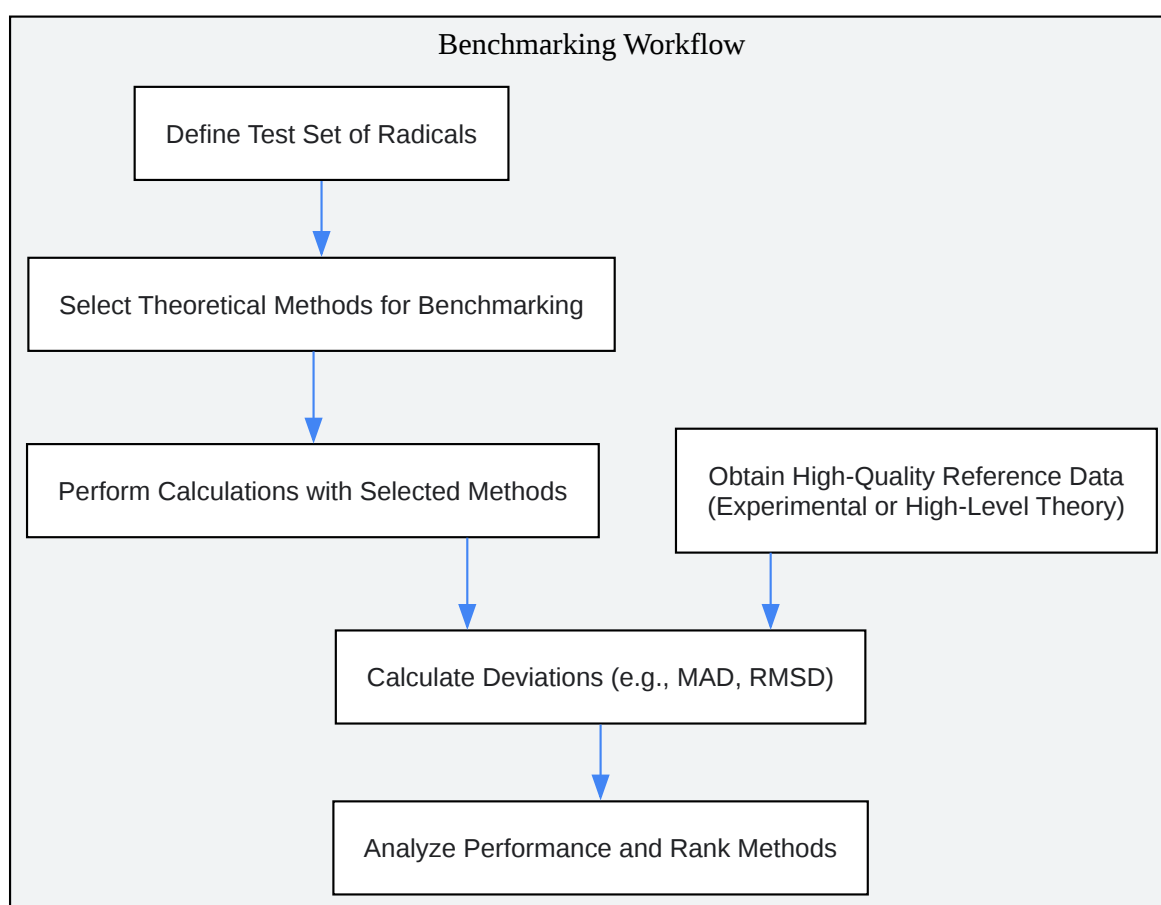 Benchmarking Workflow
Define Test Set of Radicals
Select Theoretical Methods for Benchmarking
Perform Calculations with Selected Methods
Obtain High-Quality Reference Data
(Experimental or High-Level Theory)
Calculate Deviations (e.g., MAD, RMSD)
Analyze Performance and Rank Methods